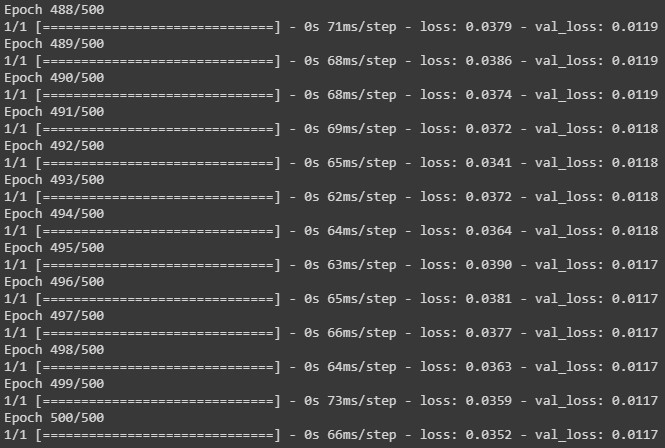 Epoch 488/500
1/1 [==============================] - 0s 71ms/step - loss: 0.0379 - val_loss: 0.0119
Epoch 489/500
1/1 [==============================] - 0s 68ms/step - loss: 0.0386 - val_loss: 0.0119
Epoch 490/500
1/1 [==============================] - 0s 68ms/step - loss: 0.0374 - val_loss: 0.0119
Epoch 491/500
1/1 [==============================] - 0s 69ms/step - loss: 0.0372 - val_loss: 0.0118
Epoch 492/500
1/1 [==============================] - 0s 65ms/step - loss: 0.0341 - val_loss: 0.0118
Epoch 493/500
1/1 [==============================] - 0s 62ms/step - loss: 0.0372 - val_loss: 0.0118
Epoch 494/500
1/1 [==============================] - 0s 64ms/step - loss: 0.0364 - val_loss: 0.0118
Epoch 495/500
1/1 [==============================] - 0s 63ms/step - loss: 0.0390 - val_loss: 0.0117
Epoch 496/500
1/1 [==============================] - 0s 65ms/step - loss: 0.0381 - val_loss: 0.0117
Epoch 497/500
1/1 [==============================] - 0s 66ms/step - loss: 0.0377 - val_loss: 0.0117
Epoch 498/500
1/1 [==============================] - 0s 64ms/step - loss: 0.0363 - val_loss: 0.0117
Epoch 499/500
1/1 [==============================] - 0s 73ms/step - loss: 0.0359 - val_loss: 0.0117
Epoch 500/500
1/1 [==============================] - 0s 66ms/step - loss: 0.0352 - val_loss: 0.0117